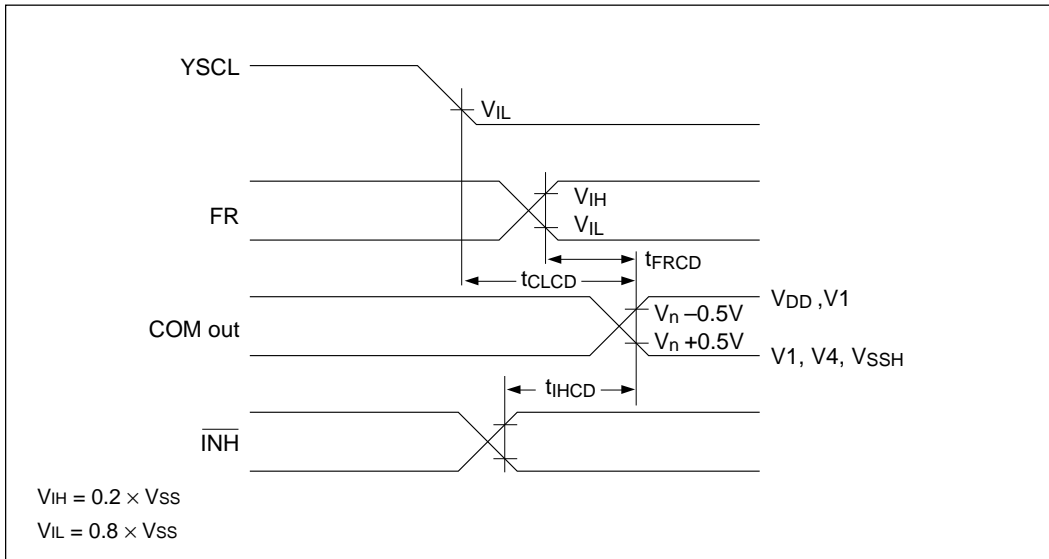 YSCL
VIL
FR
VIH
VIL
tFRCD
tCLCD
COM out
VDD ,V1
Vn –0.5V
Vn +0.5V
V1, V4, VSSH
tIHCD
INH
VIH = 0.2 × VSS
VIL = 0.8 × VSS